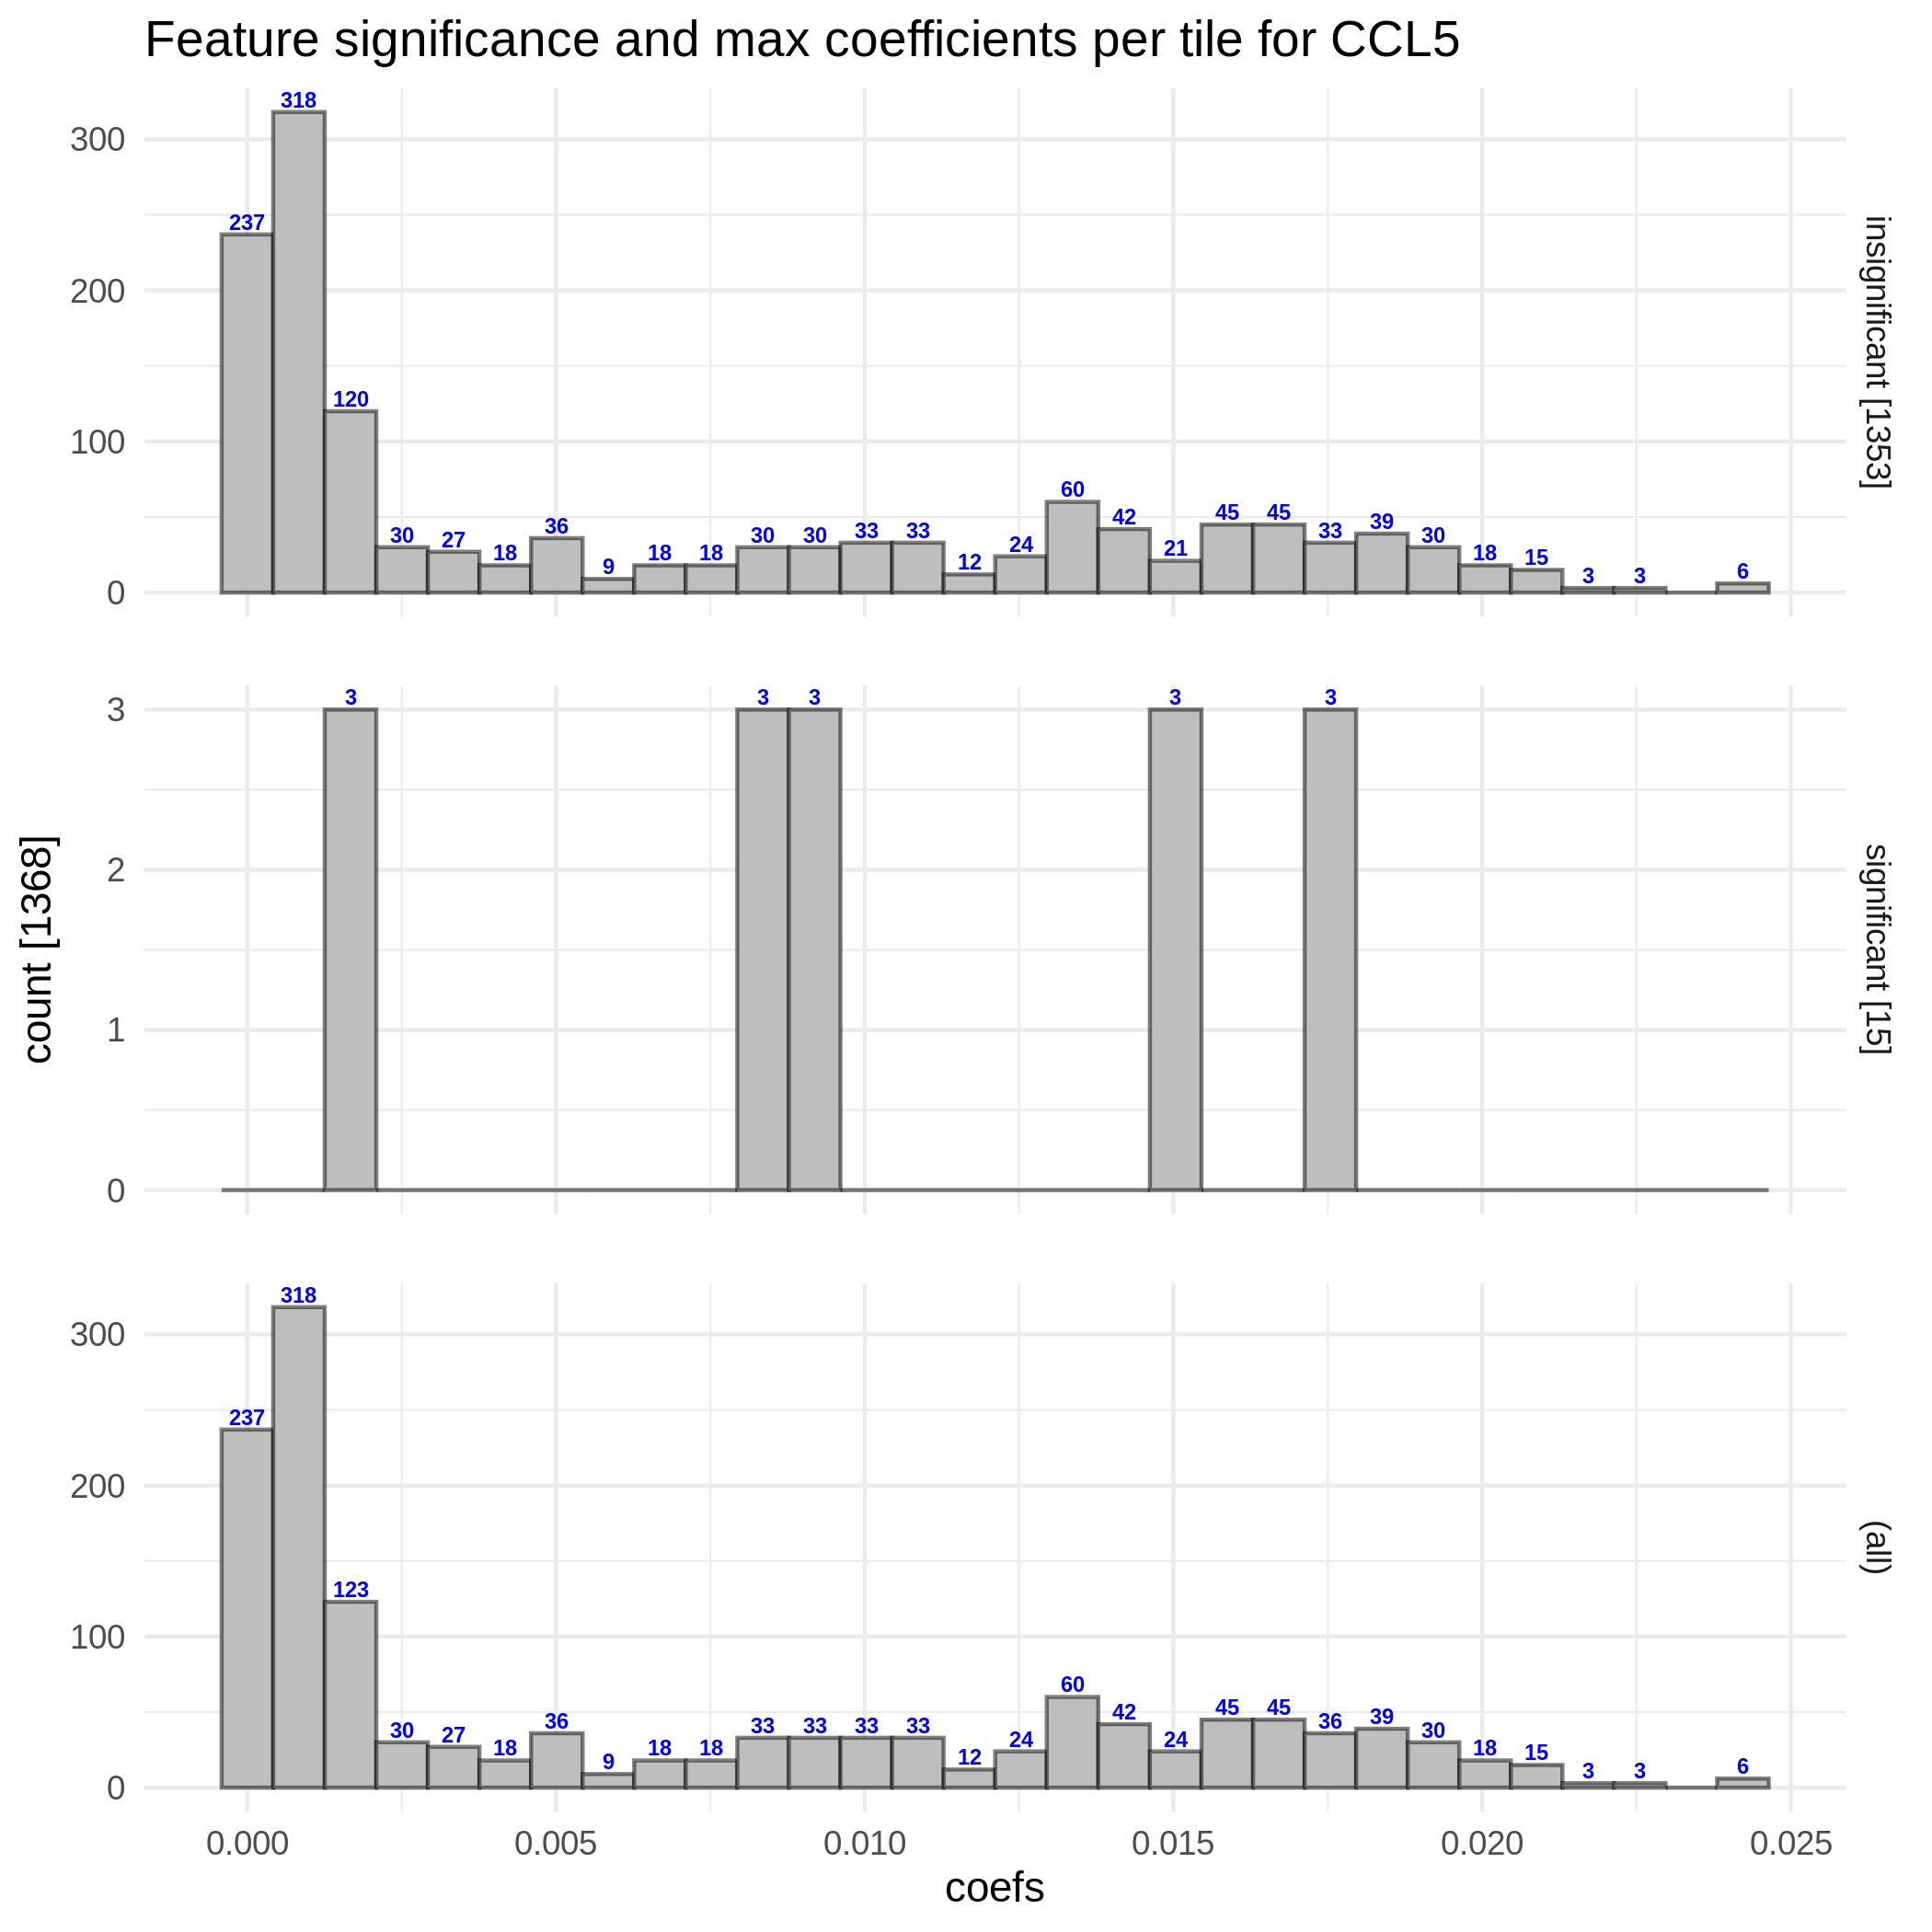 Feature significance and max coefficients per tile for CCL5
318
300
237
200
120
100
30 27 18 36 9 18 18 30 30 33 33 12 24 60 42 21 45 45 33 39 30 18 15 3 3 6
0
insignificant [1353]
3 3 3 3 3
3
2
1
0
significant [15]
count [1368]
318
300
237
200
123
100
30 27 18 36 9 18 18 33 33 33 33 12 24 60 42 24 45 45 36 39 30 18 15 3 3 6
0
(all)
0.000 0.005 0.010 0.015 0.020 0.025
coefs